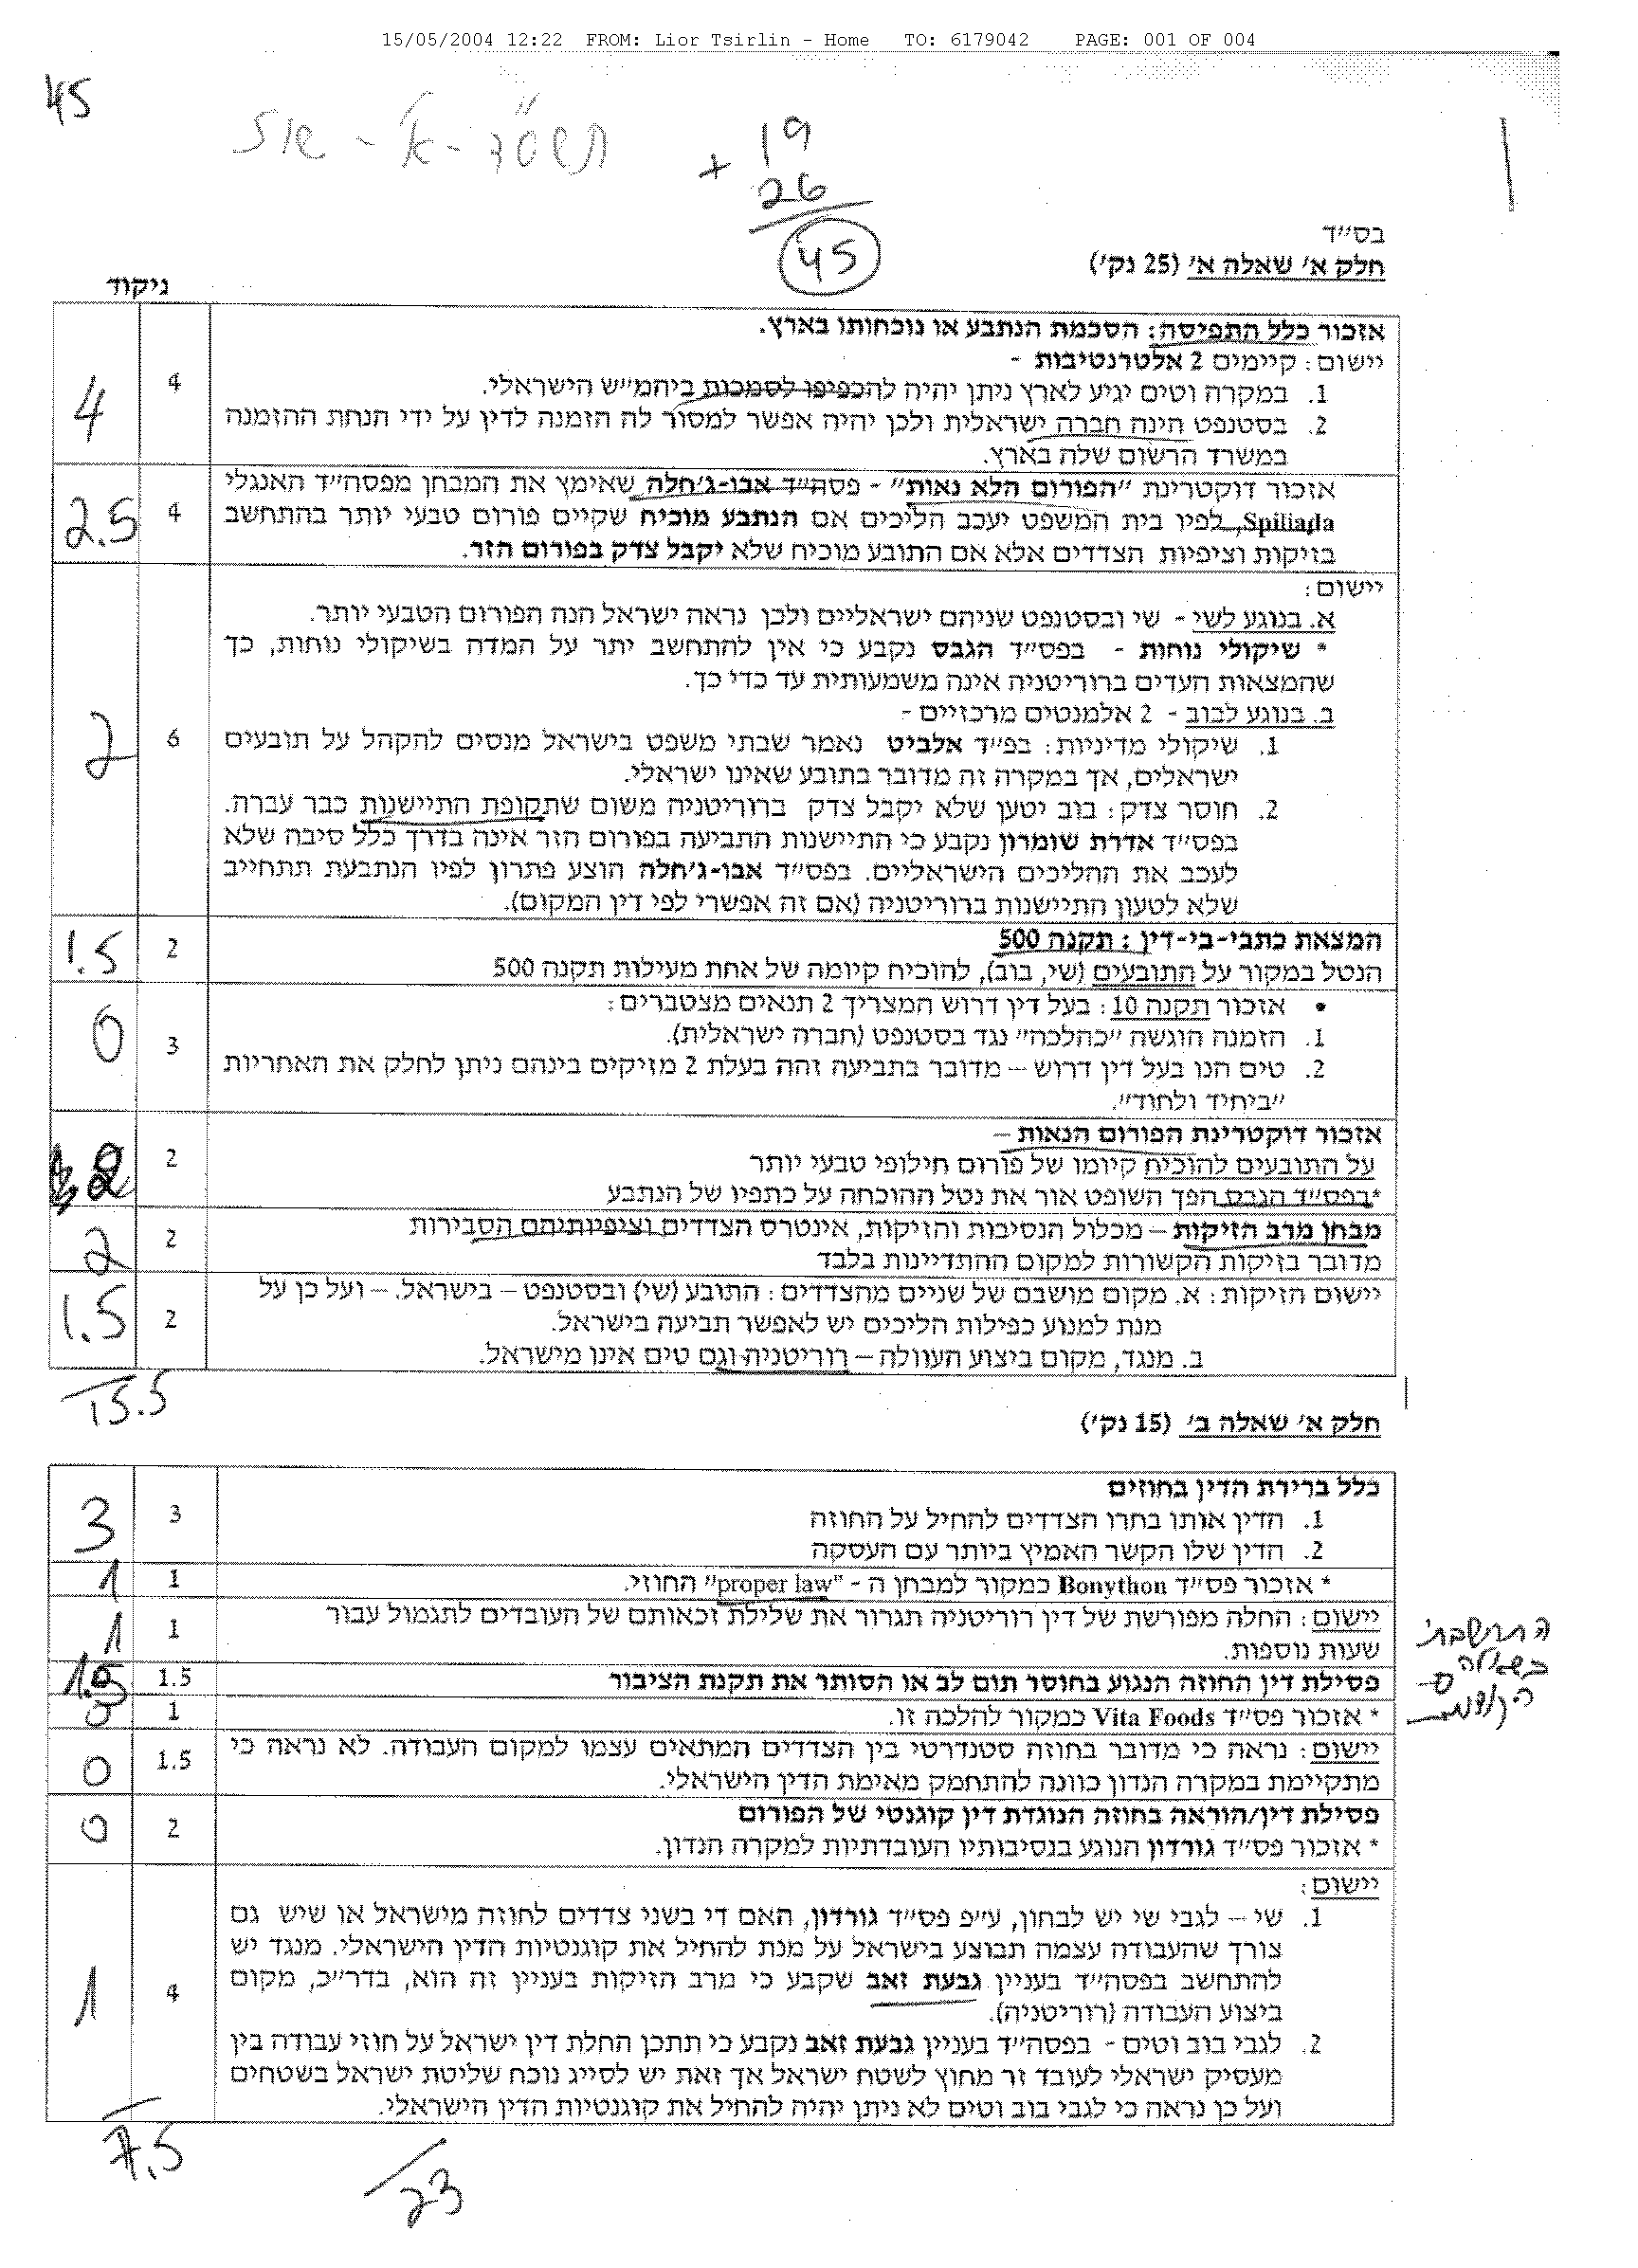 15/05/2004 12:22 FROM: Lior Tsirlin - Home TO: 6179042 PAGE: 001 OF 004
45
19
+ 26
45
בס״ד
חלק א׳ שאלה א׳ (25 נק׳)
ניקוד
אזכור כלל התפיסה: הסכמת הנתבע או נוכחותו בארץ.
יישום: קיימים 2 אלטרנטיבות -
1. במקרה וטים יגיע לארץ ניתן יהיה להכפיפו לסמכות ביהמ״ש הישראלי.
2. בסטנפט הינה חברה ישראלית ולכן יהיה אפשר למסור לה הזמנה לדין על ידי הנחת ההזמנה
במשרד הרשום שלה בארץ.
4 4
אזכור דוקטרינת ״הפורום הלא נאות״ - פסה״ד אבו-ג׳חלה שאימץ את המבחן מפסה״ד האנגלי
Spiliada, לפיו בית המשפט יעכב הליכים אם הנתבע מוכיח שקיים פורום טבעי יותר בהתחשב
בזיקות וציפיות הצדדים אלא אם התובע מוכיח שלא יקבל צדק בפורום הזר.
4 2.5
יישום:
א. בנוגע לשי - שי ובסטנפט שניהם ישראליים ולכן נראה ישראל הנה הפורום הטבעי יותר.
* שיקולי נוחות - בפס״ד הגבס נקבע כי אין להתחשב יתר על המדה בשיקולי נוחות, כך
שהמצאות העדים ברוריטניה אינה משמעותית עד כדי כך.
ב. בנוגע לבוב - 2 אלמנטים מרכזיים -
1. שיקולי מדיניות: בפ״ד אלביט נאמר שבתי משפט בישראל מנסים להקהל על תובעים
ישראלים, אך במקרה זה מדובר בתובע שאינו ישראלי.
2. חוסר צדק: בוב יטען שלא יקבל צדק ברוריטניה משום שתקופת התיישנות כבר עברה.
בפס״ד אדרת שומרון נקבע כי התיישנות התביעה בפורום הזר אינה בדרך כלל סיבה שלא
לעכב את ההליכים הישראליים. בפס״ד אבו-ג׳חלה הוצע פתרון לפיו הנתבעת תתחייב
שלא לטעון התיישנות ברוריטניה (אם זה אפשרי לפי דין המקום).
6 2
המצאת כתבי-בי-דין: תקנה 500
הנטל במקור על התובעים (שי, בוב), להוכיח קיומה של אחת מעילות תקנה 500
2 1.5
• אזכור תקנה 10: בעל דין דרוש המצריך 2 תנאים מצטברים:
1. הזמנה הוגשה ״כהלכה״ נגד בסטנפט (חברה ישראלית).
2. טים הנו בעל דין דרוש – מדובר בתביעה זהה בעלת 2 מזיקים בינהם ניתן לחלק את האחריות
״ביחיד ולחוד״.
3 0
אזכור דוקטרינת הפורום הנאות –
על התובעים להוכיח קיומו של פורום חילופי טבעי יותר
*בפס״ד הגבס הפך השופט אור את נטל ההוכחה על כתפיו של הנתבע
2 2
מבחן מרב הזיקות – מכלול הנסיבות והזיקות, אינטרס הצדדים וציפיותיהם הסבירות
מדובר בזיקות הקשורות למקום ההתדיינות בלבד
2 2
יישום הזיקות: א. מקום מושבם של שניים מהצדדים: התובע (שי) ובסטנפט – בישראל. – ועל כן על
מנת למנוע כפילות הליכים יש לאפשר תביעה בישראל.
ב. מנגד, מקום ביצוע העוולה – רוריטניה וגם טים אינו מישראל.
2 1.5
15.5
חלק א׳ שאלה ב׳ (15 נק׳)
כלל ברירת הדין בחוזים
1. הדין אותו בחרו הצדדים להחיל על החוזה
2. הדין שלו הקשר האמיץ ביותר עם העסקה
3 3
* אזכור פס״ד Bonython כמקור למבחן ה - "proper law" החוזי.
1 1
יישום: החלה מפורשת של דין רוריטניה תגרור את שלילת זכאותם של העובדים לתגמול עבור
שעות נוספות.
1 1
פסילת דין החוזה הנגוע בחוסר תום לב או הסותר את תקנת הציבור
1.5 1.5
* אזכור פס״ד Vita Foods כמקור להלכה זו.
1 0
יישום: נראה כי מדובר בחוזה סטנדרטי בין הצדדים המתאים עצמו למקום העבודה. לא נראה כי
מתקיימת במקרה הנדון כוונה להתחמק מאימת הדין הישראלי.
1.5 0
פסילת דין/הוראה בחוזה הנוגדת דין קוגנטי של הפורום
* אזכור פס״ד גורדון הנוגע בנסיבותיו העובדתיות למקרה הנדון.
2 0
יישום:
1. שי – לגבי שי יש לבחון, ע״פ פס״ד גורדון, האם די בשני צדדים לחוזה מישראל או שיש גם
צורך שהעבודה עצמה תבוצע בישראל על מנת להחיל את קוגנטיות הדין הישראלי. מנגד יש
להתחשב בפסה״ד בעניין גבעת זאב שקבע כי מרב הזיקות בעניין זה הוא, בדר״כ, מקום
ביצוע העבודה (רוריטניה).
2. לגבי בוב וטים - בפסה״ד בעניין גבעת זאב נקבע כי תתכן החלת דין ישראל על חוזי עבודה בין
מעסיק ישראלי לעובד זר מחוץ לשטח ישראל אך זאת יש לסייג נוכח שליטת ישראל בשטחים
ועל כן נראה כי לגבי בוב וטים לא ניתן יהיה להחיל את קוגנטיות הדין הישראלי.
4 1
7.5
23